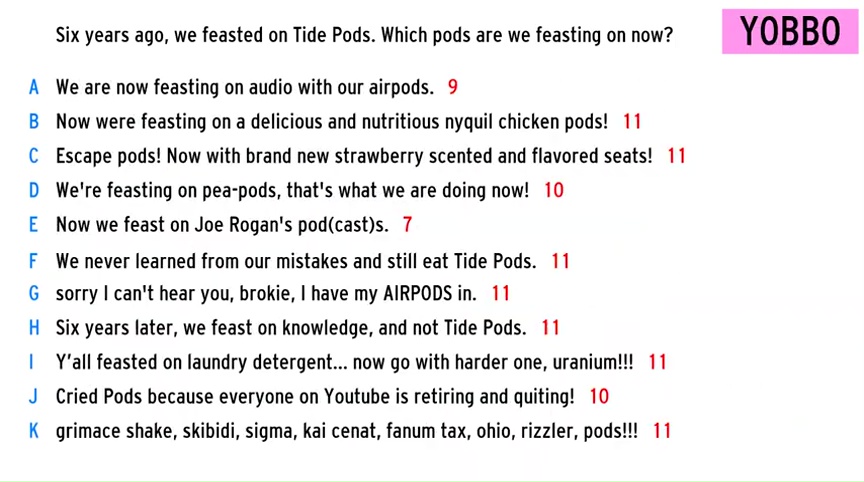 Six years ago, we feasted on Tide Pods. Which pods are we feasting on now?
YOBBO
A We are now feasting on audio with our airpods. 9
B Now were feasting on a delicious and nutritious nyquil chicken pods! 11
C Escape pods! Now with brand new strawberry scented and flavored seats! 11
D We're feasting on pea-pods, that's what we are doing now! 10
E Now we feast on Joe Rogan's pod(cast)s. 7
F We never learned from our mistakes and still eat Tide Pods. 11
G sorry I can't hear you, brokie, I have my AIRPODS in. 11
H Six years later, we feast on knowledge, and not Tide Pods. 11
I Y'all feasted on laundry detergent... now go with harder one, uranium!!! 11
J Cried Pods because everyone on Youtube is retiring and quiting! 10
K grimace shake, skibidi, sigma, kai cenat, fanum tax, ohio, rizzler, pods!!! 11